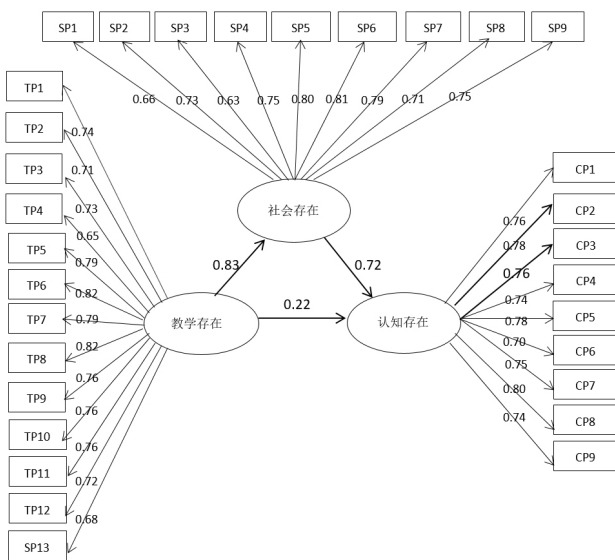 SP1 SP2 SP3 SP4 SP5 SP6 SP7 SP8 SP9
0.66 0.73 0.63 0.75 0.80 0.81 0.79 0.71 0.75
TP1
TP2
TP3
TP4
TP5
TP6
TP7
TP8
TP9
TP10
TP11
TP12
SP13
0.74
0.71
0.73
0.65
0.79
0.82
0.79
0.82
0.76
0.76
0.76
0.72
0.68
社会存在
0.83
0.72
教学存在
0.22
认知存在
0.76
0.78
0.76
0.74
0.78
0.70
0.75
0.80
0.74
CP1
CP2
CP3
CP4
CP5
CP6
CP7
CP8
CP9